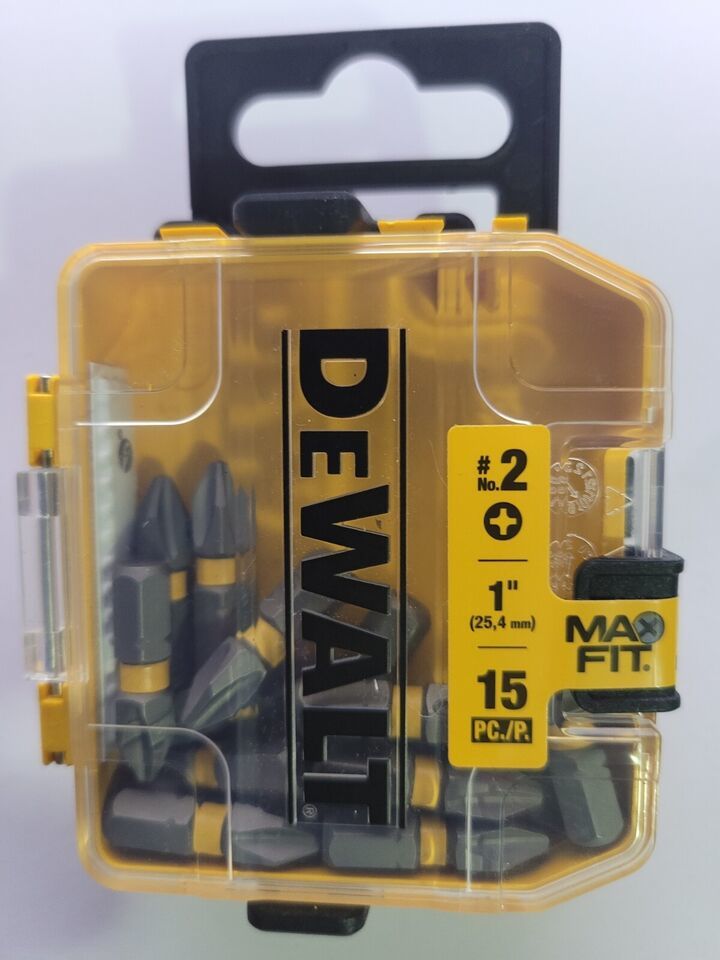 DEWALT®
# No. 2
1"
(25,4 mm)
15
PC./P.
MAX
FIT.